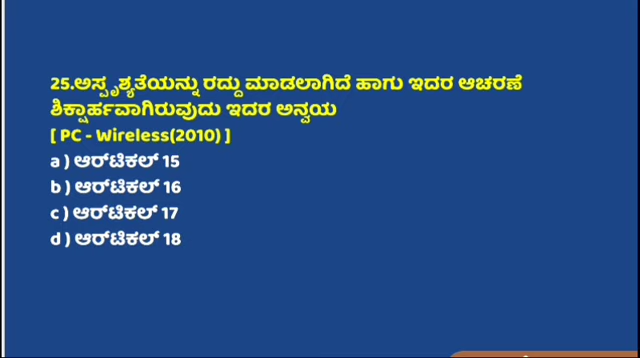 25.ಅಸ್ಪೃಶ್ಯತೆಯನ್ನು ರದ್ದು ಮಾಡಲಾಗಿದೆ ಹಾಗು ಇದರ ಆಚರಣೆ
ಶಿಕ್ಷಾರ್ಹವಾಗಿರುವುದು ಇದರ ಅನ್ವಯ
[ PC - Wireless(2010) ]
a ) ಆರ್‌ಟಿಕಲ್ 15
b ) ಆರ್‌ಟಿಕಲ್ 16
c ) ಆರ್‌ಟಿಕಲ್ 17
d ) ಆರ್‌ಟಿಕಲ್ 18